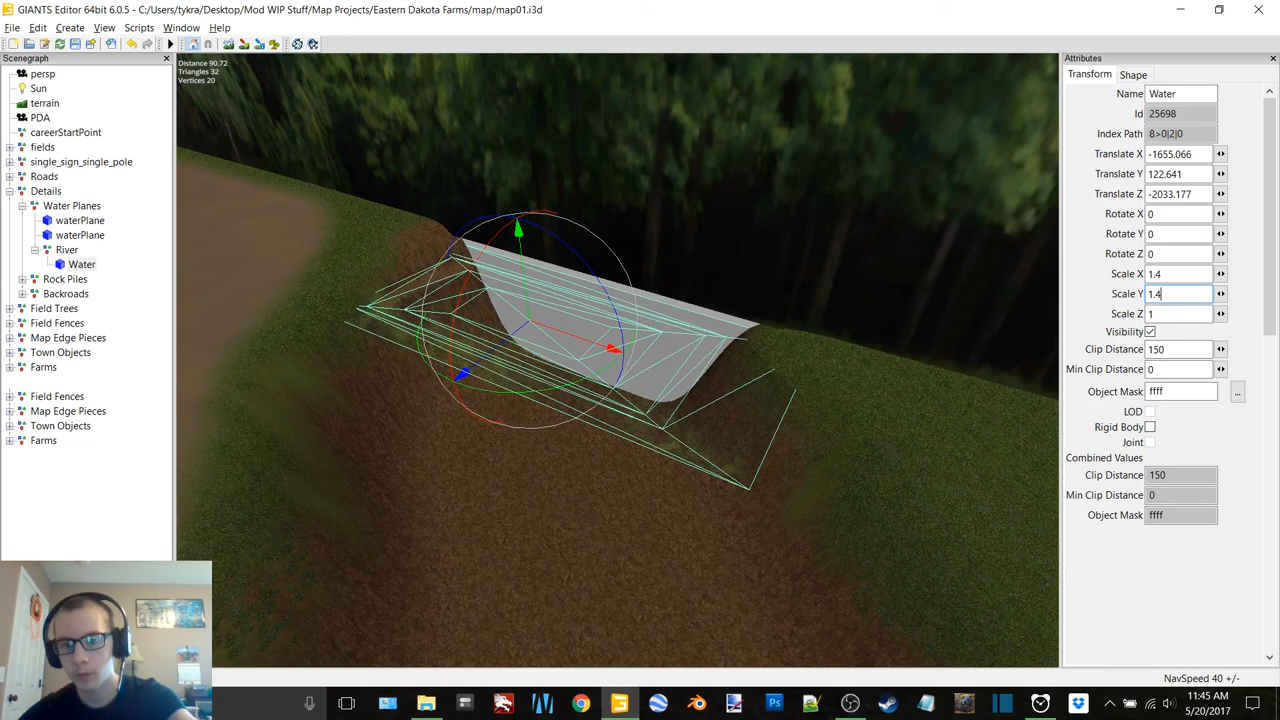 GIANTS Editor 64bit 6.0.5 - C:/Users/tykra/Desktop/Mod WIP Stuff/Map Projects/Eastern Dakota Farms/map/map01.i3d
File Edit Create View Scripts Window Help
Scenegraph
persp
Sun
terrain
PDA
careerStartPoint
fields
single_sign_single_pole
Roads
Details
Water Planes
waterPlane
waterPlane
River
Water
Rock Piles
Backroads
Field Trees
Field Fences
Map Edge Pieces
Town Objects
Farms
Field Fences
Map Edge Pieces
Town Objects
Farms
Distance 90.72
Triangles 32
Vertices 20
Attributes
Transform Shape
Name Water
Id 25698
Index Path 8>0|2|0
Translate X -1655.066
Translate Y 122.641
Translate Z -2033.177
Rotate X 0
Rotate Y 0
Rotate Z 0
Scale X 1.4
Scale Y 1.4
Scale Z 1
Visibility
Clip Distance 150
Min Clip Distance 0
Object Mask ffff ...
LOD
Rigid Body
Joint
Combined Values
Clip Distance 150
Min Clip Distance 0
Object Mask ffff
NavSpeed 40 +/-
11:45 AM
5/20/2017